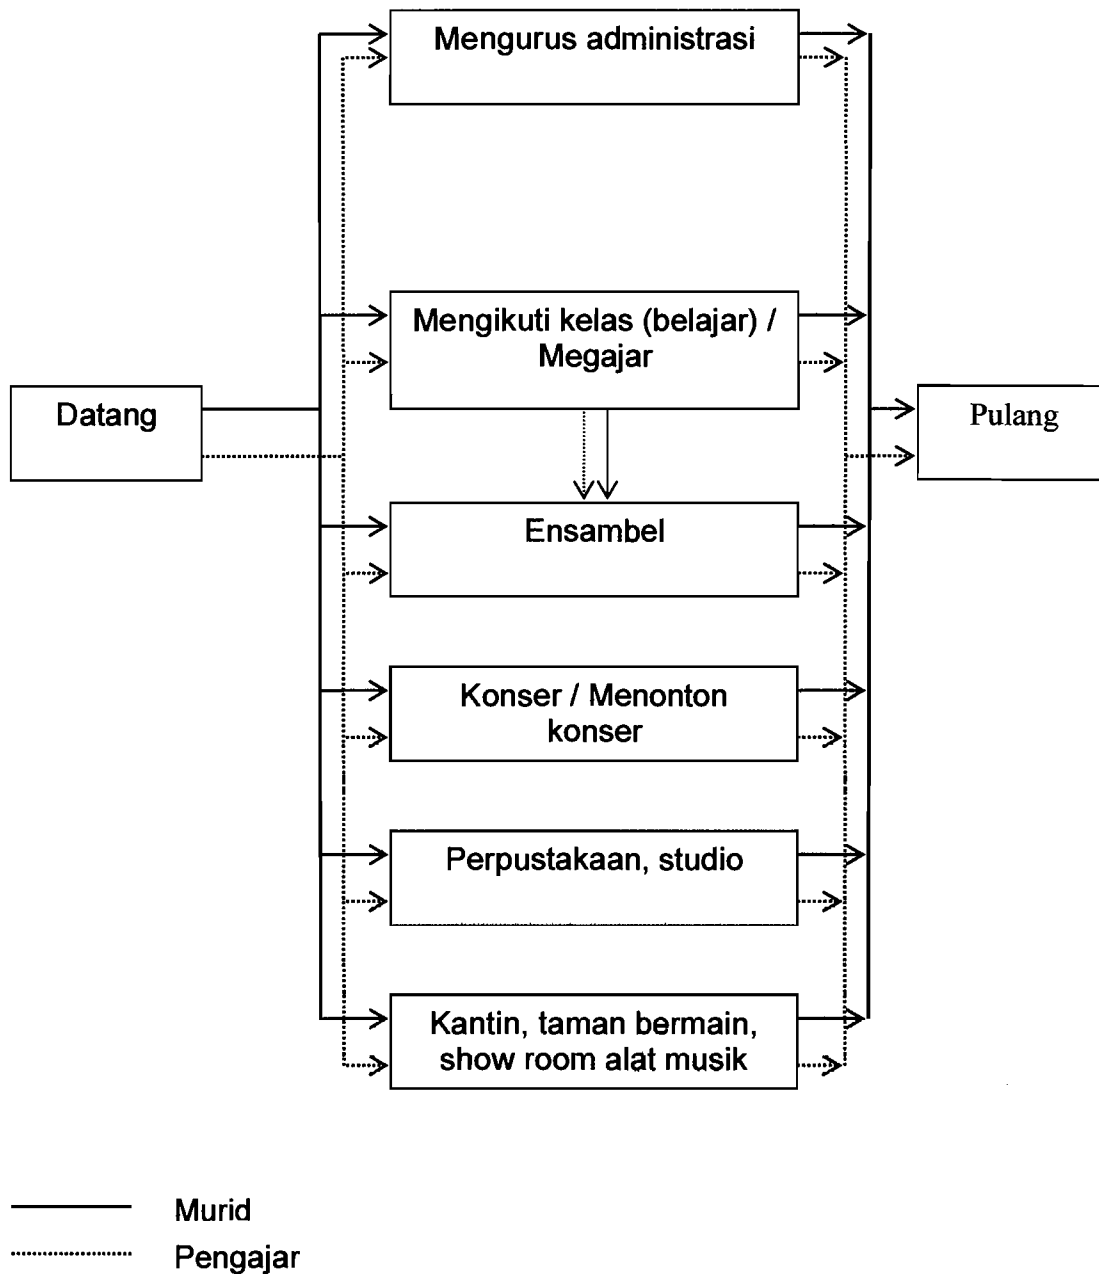 Mengurus administrasi
Mengikuti kelas (belajar) /
Megajar
Datang
Pulang
Ensambel
Konser / Menonton
konser
Perpustakaan, studio
Kantin, taman bermain,
show room alat musik
Murid
Pengajar